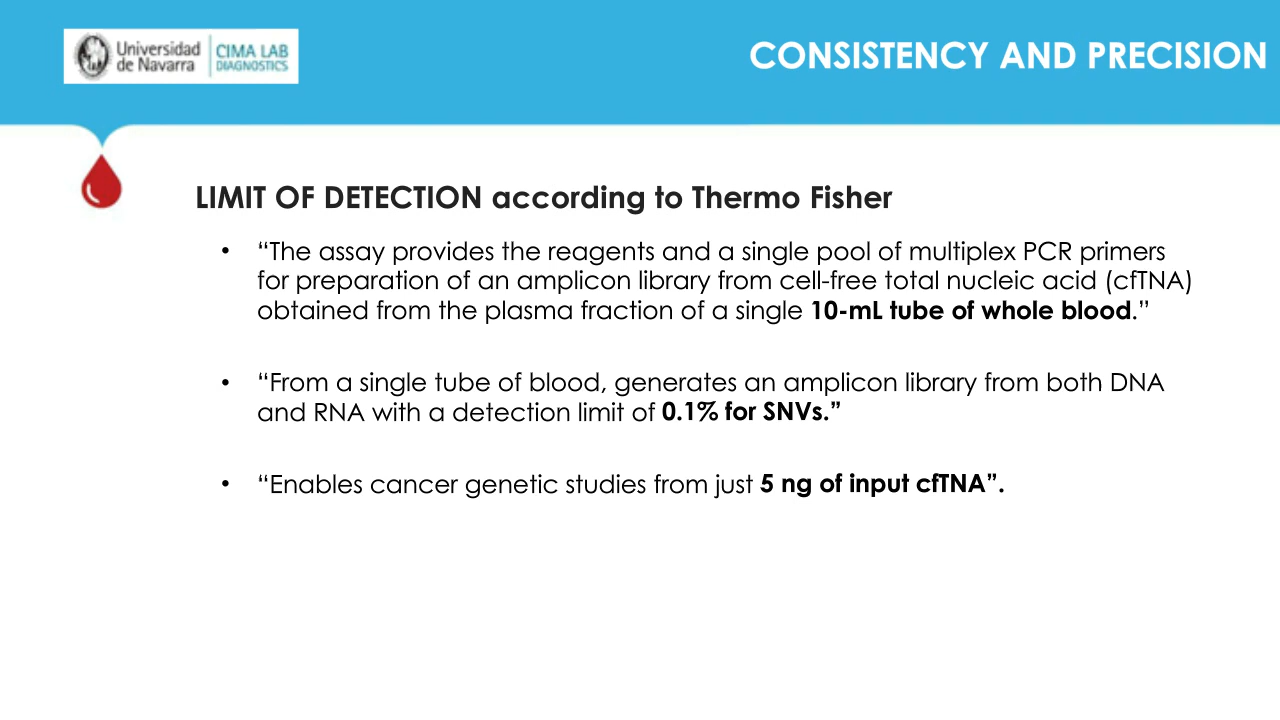 Universidad
de Navarra
CIMA LAB
DIAGNOSTICS
CONSISTENCY AND PRECISION
LIMIT OF DETECTION according to Thermo Fisher
• “The assay provides the reagents and a single pool of multiplex PCR primers
for preparation of an amplicon library from cell-free total nucleic acid (cfTNA)
obtained from the plasma fraction of a single 10-mL tube of whole blood.”
• “From a single tube of blood, generates an amplicon library from both DNA
and RNA with a detection limit of 0.1% for SNVs.”
• “Enables cancer genetic studies from just 5 ng of input cfTNA”.